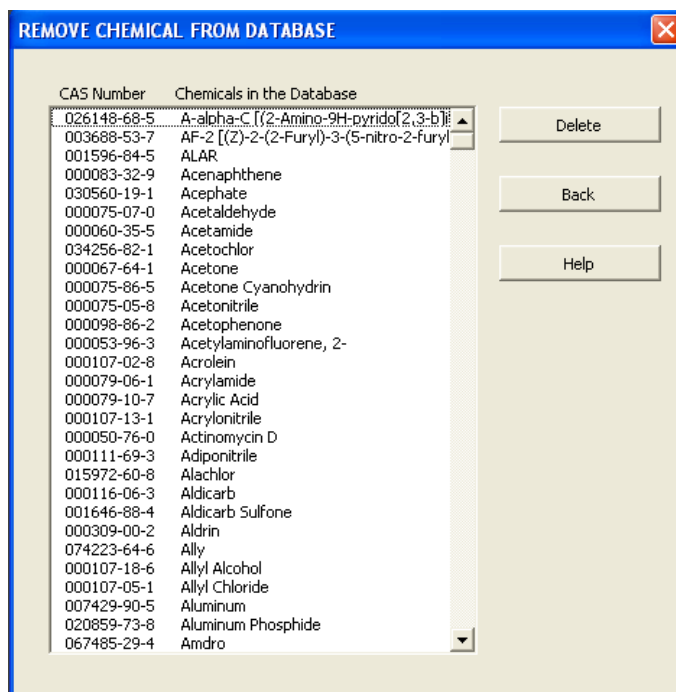 REMOVE CHEMICAL FROM DATABASE
CAS Number Chemicals in the Database
026148-68-5 A-alpha-C [(2-Amino-9H-pyrido[2,3-b]i
003688-53-7 AF-2 [(Z)-2-(2-Furyl)-3-(5-nitro-2-furyl
001596-84-5 ALAR
000083-32-9 Acenaphthene
030560-19-1 Acephate
000075-07-0 Acetaldehyde
000060-35-5 Acetamide
034256-82-1 Acetochlor
000067-64-1 Acetone
000075-86-5 Acetone Cyanohydrin
000075-05-8 Acetonitrile
000098-86-2 Acetophenone
000053-96-3 Acetylaminofluorene, 2-
000107-02-8 Acrolein
000079-06-1 Acrylamide
000079-10-7 Acrylic Acid
000107-13-1 Acrylonitrile
000050-76-0 Actinomycin D
000111-69-3 Adiponitrile
015972-60-8 Alachlor
000116-06-3 Aldicarb
001646-88-4 Aldicarb Sulfone
000309-00-2 Aldrin
074223-64-6 Ally
000107-18-6 Allyl Alcohol
000107-05-1 Allyl Chloride
007429-90-5 Aluminum
020859-73-8 Aluminum Phosphide
067485-29-4 Amdro
Delete
Back
Help